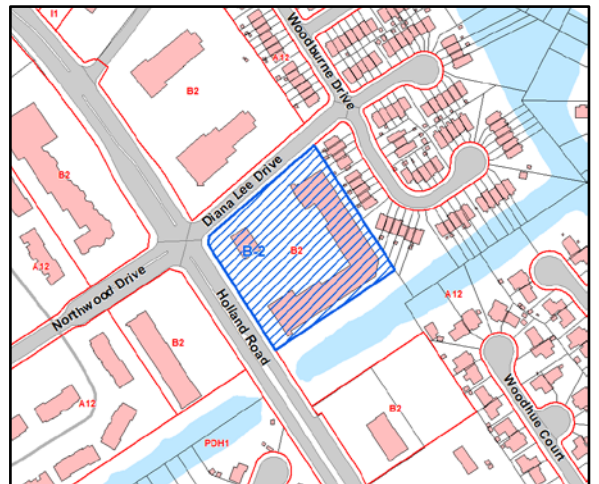 I1
Woodburne Drive
A12
B2
Diana Lee Drive
B2
B2
B-2
A12
Northwood Drive
A12
Holland Road
B2
A12
B2
Woodhue Court
PDH1